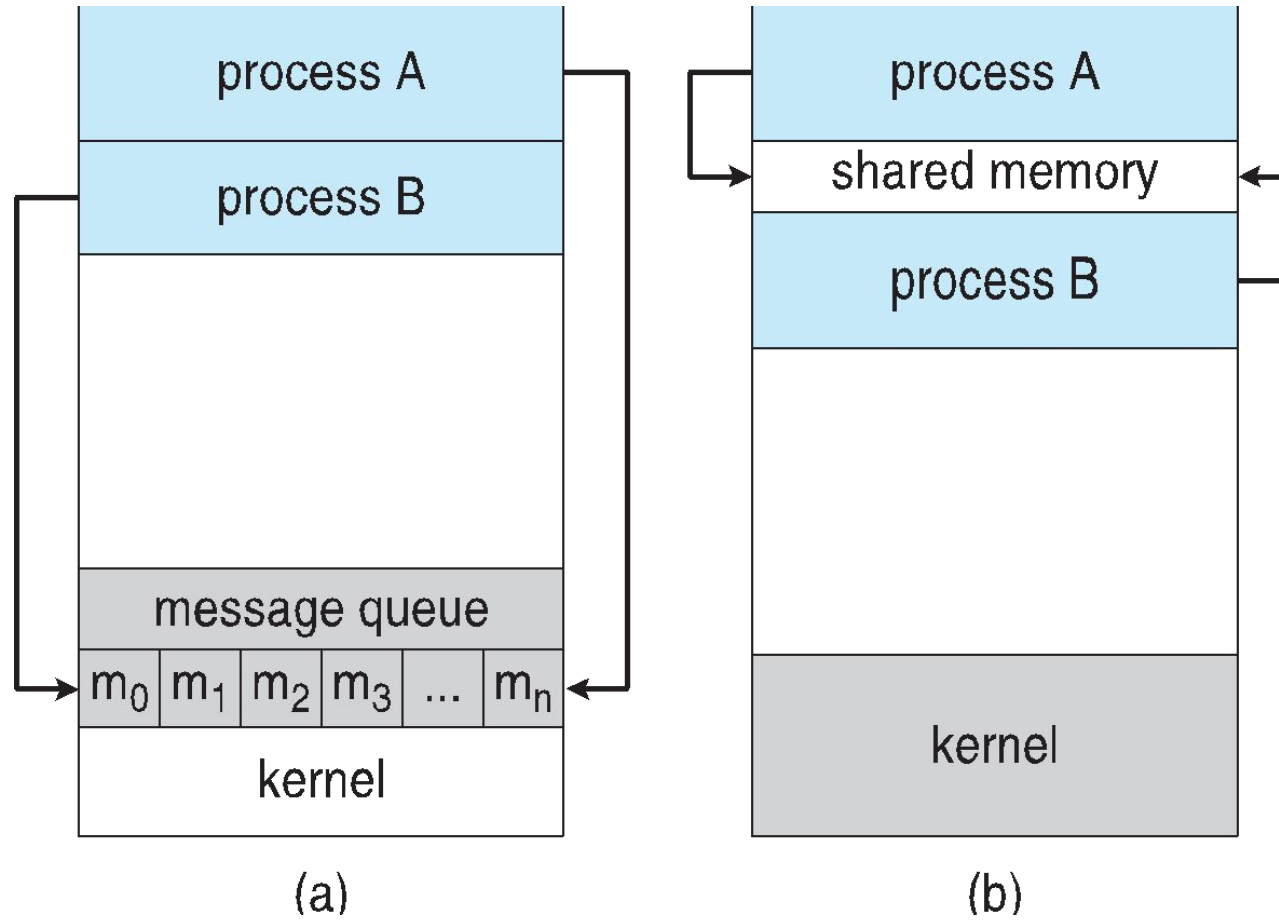 process A
process B
message queue
m₀ m₁ m₂ m₃ ... mₙ
kernel
(a)
process A
shared memory
process B
kernel
(b)